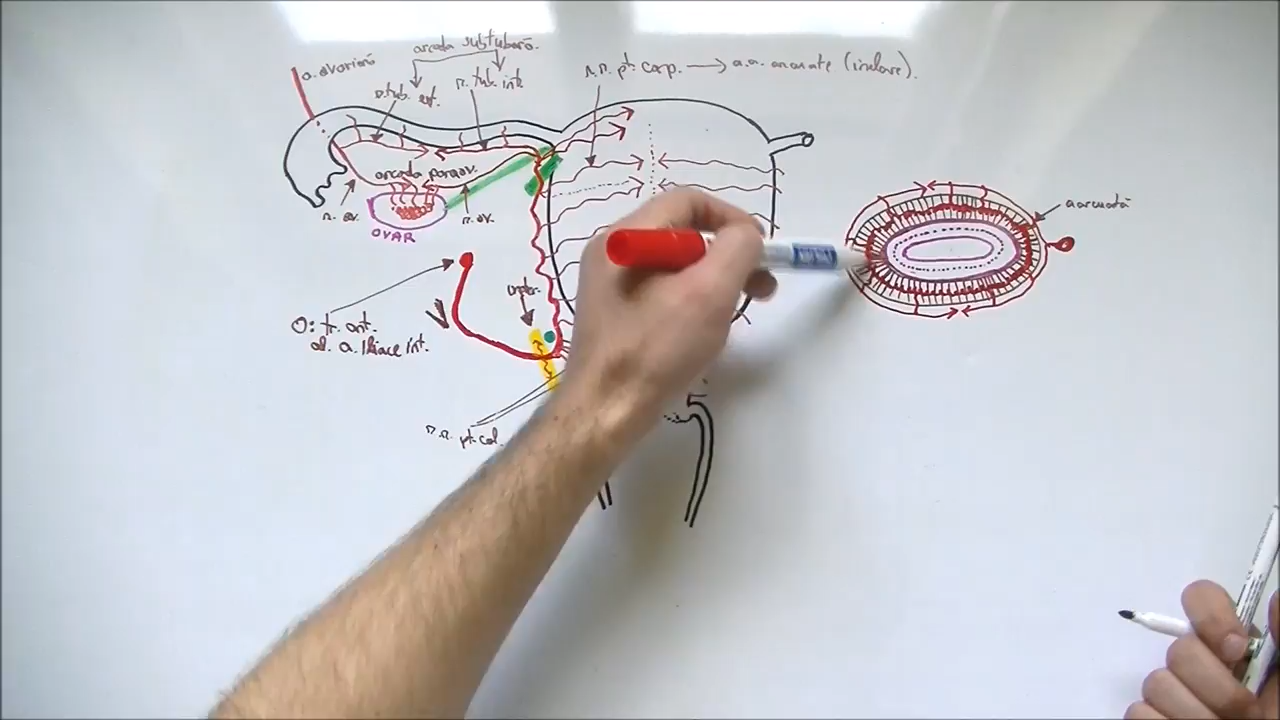 a. ovariană
arcada subtubară.
r. tub. ext.
r. tub. int.
r.r. pt. corp. → a.a. arcuate (inelare).
arcada paraov.
r. ov.
r. ov.
OVAR
a arcuată
O: tr. ant.
al. a. iliace int.
ureter.
r.r. pt. col.